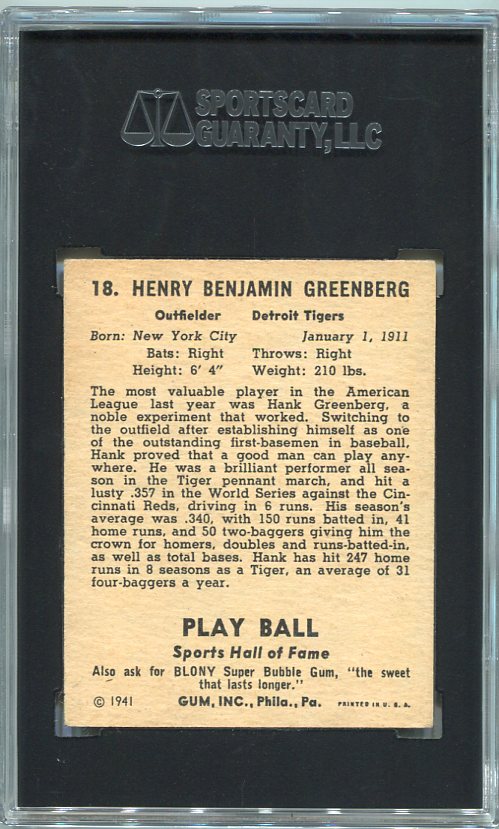 SPORTSCARD
GUARANTY, LLC
18. HENRY BENJAMIN GREENBERG
Outfielder Detroit Tigers
Born: New York City January 1, 1911
Bats: Right Throws: Right
Height: 6' 4" Weight: 210 lbs.
The most valuable player in the American
League last year was Hank Greenberg, a
noble experiment that worked. Switching to
the outfield after establishing himself as one
of the outstanding first-basemen in baseball,
Hank proved that a good man can play any-
where. He was a brilliant performer all sea-
son in the Tiger pennant march, and hit a
lusty .357 in the World Series against the Cin-
cinnati Reds, driving in 6 runs. His season's
average was .340, with 150 runs batted in, 41
home runs, and 50 two-baggers giving him the
crown for homers, doubles and runs-batted-in,
as well as total bases. Hank has hit 247 home
runs in 8 seasons as a Tiger, an average of 31
four-baggers a year.
PLAY BALL
Sports Hall of Fame
Also ask for BLONY Super Bubble Gum, "the sweet
that lasts longer."
© 1941 GUM, INC., Phila., Pa. PRINTED IN U. S. A.